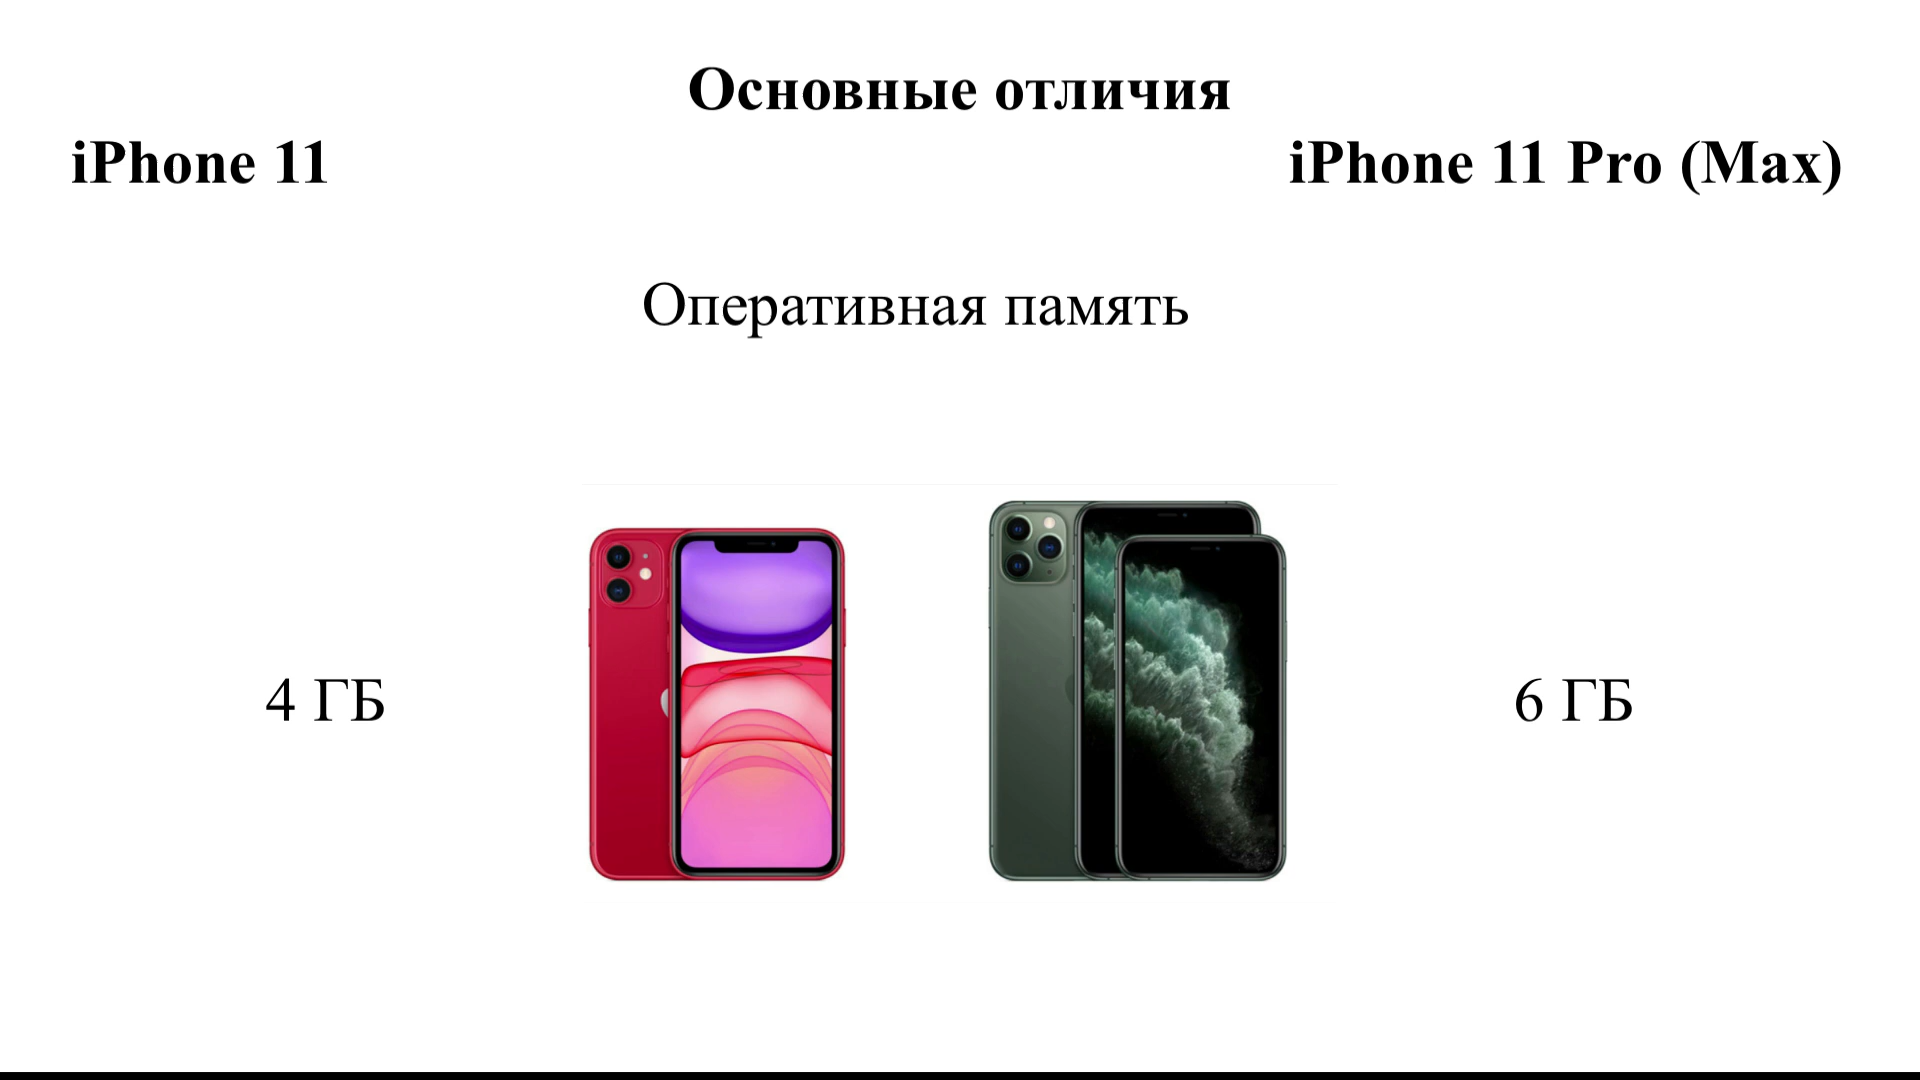 Основные отличия
iPhone 11
iPhone 11 Pro (Max)
Оперативная память
4 ГБ
6 ГБ